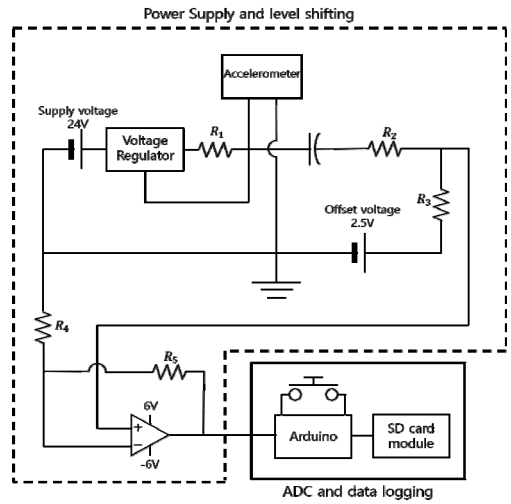 Power Supply and level shifting
Accelerometer
Supply voltage
24V
Voltage
Regulator
R₁
R₂
R₃
Offset voltage
2.5V
R₄
R₅
6V
+
−
-6V
Arduino
SD card
module
ADC and data logging